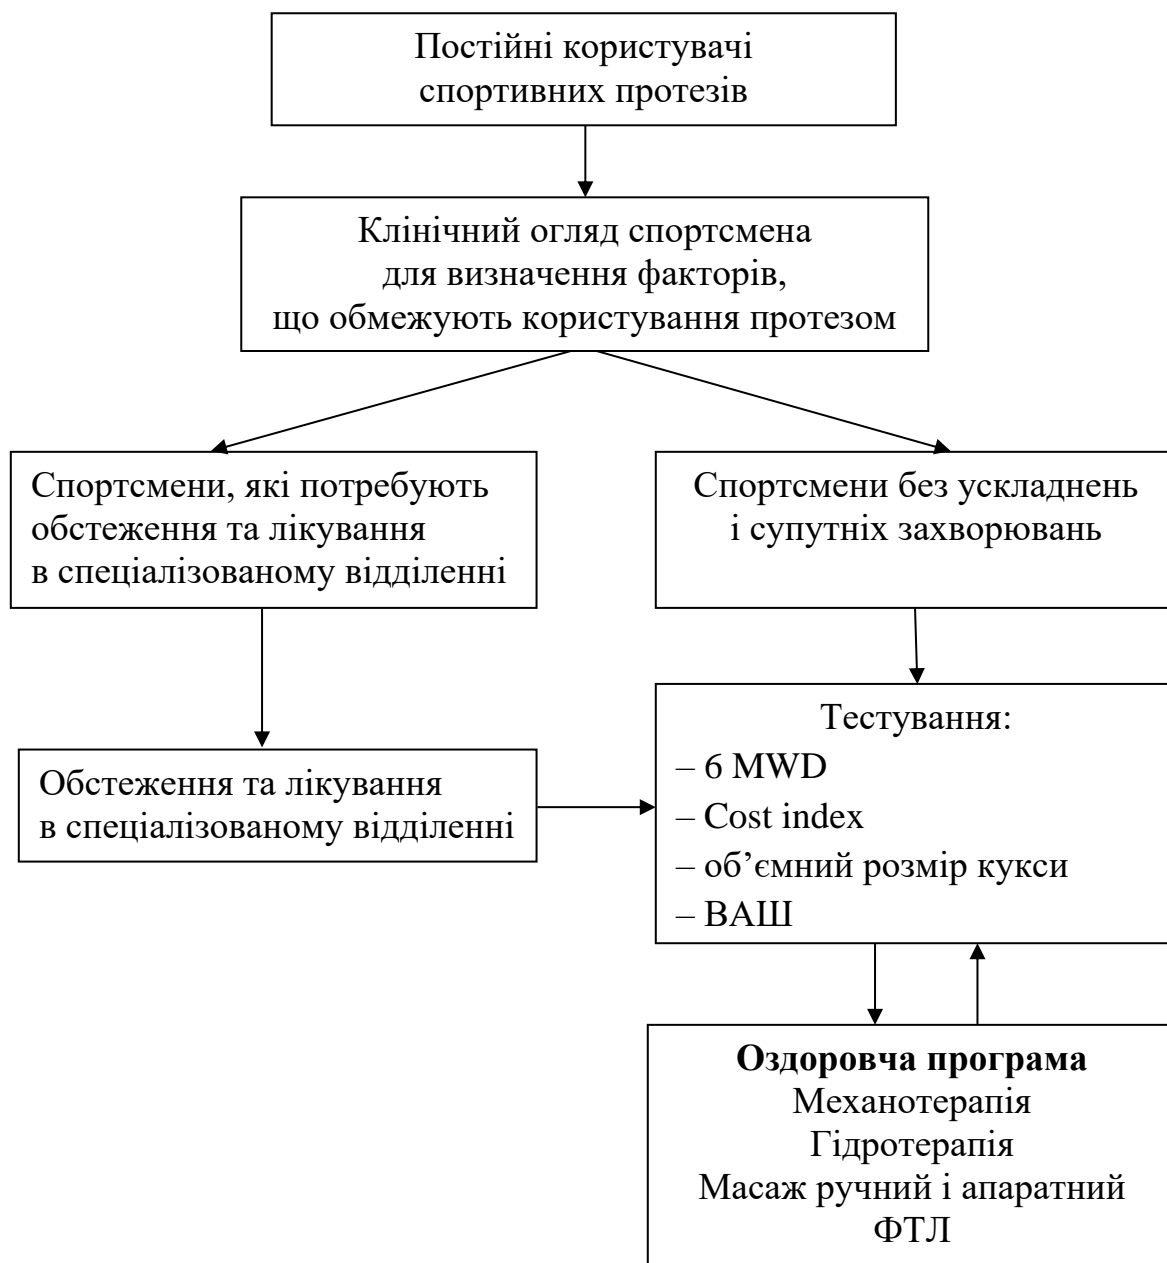 Постійні користувачі
спортивних протезів
Клінічний огляд спортсмена
для визначення факторів,
що обмежують користування протезом
Спортсмени, які потребують
обстеження та лікування
в спеціалізованому відділенні
Спортсмени без ускладнень
і супутніх захворювань
Обстеження та лікування
в спеціалізованому відділенні
Тестування:
– 6 MWD
– Cost index
– об’ємний розмір кукси
– ВАШ
Оздоровча програма
Механотерапія
Гідротерапія
Масаж ручний і апаратний
ФТЛ